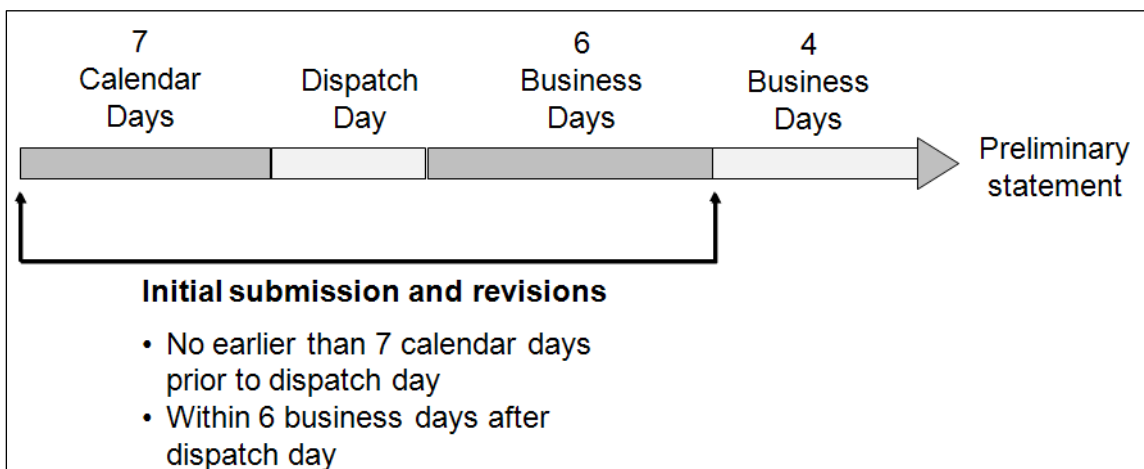 7
Calendar
Days
Dispatch
Day
6
Business
Days
4
Business
Days
Preliminary
statement
Initial submission and revisions
• No earlier than 7 calendar days
prior to dispatch day
• Within 6 business days after
dispatch day